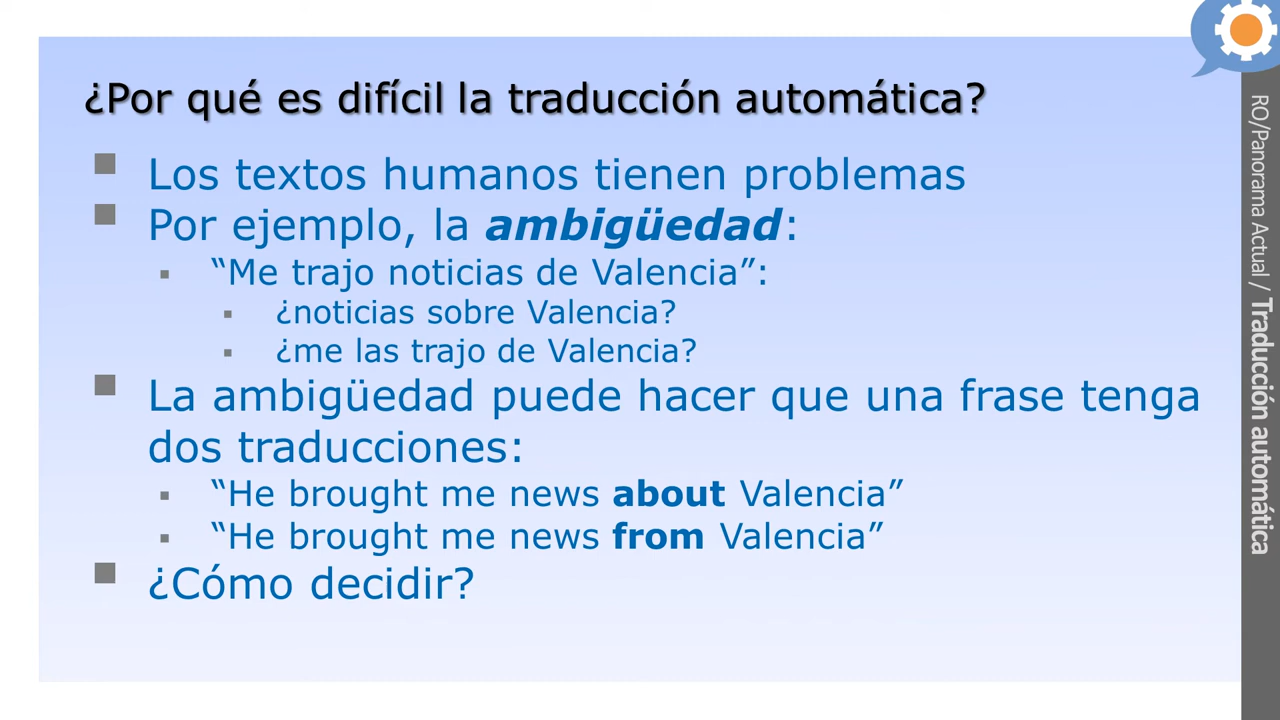 ¿Por qué es difícil la traducción automática?
Los textos humanos tienen problemas
Por ejemplo, la ambigüedad:
“Me trajo noticias de Valencia”:
¿noticias sobre Valencia?
¿me las trajo de Valencia?
La ambigüedad puede hacer que una frase tenga
dos traducciones:
“He brought me news about Valencia”
“He brought me news from Valencia”
¿Cómo decidir?
RO/Panorama Actual / Traducción automática